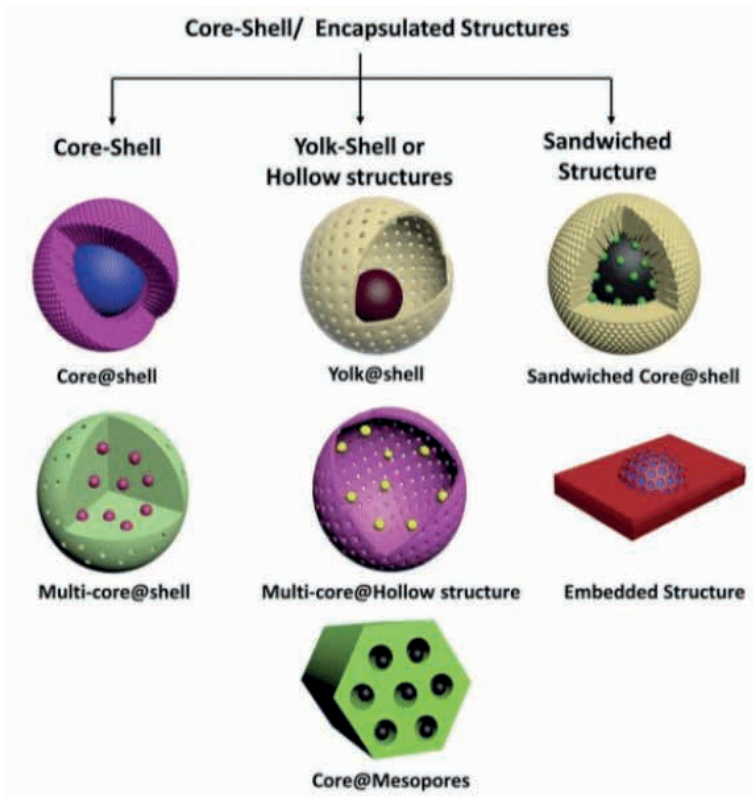 Core-Shell/ Encapsulated Structures
Core-Shell
Yolk-Shell or
Hollow structures
Sandwiched
Structure
Core@shell
Yolk@shell
Sandwiched Core@shell
Multi-core@shell
Multi-core@Hollow structure
Embedded Structure
Core@Mesopores